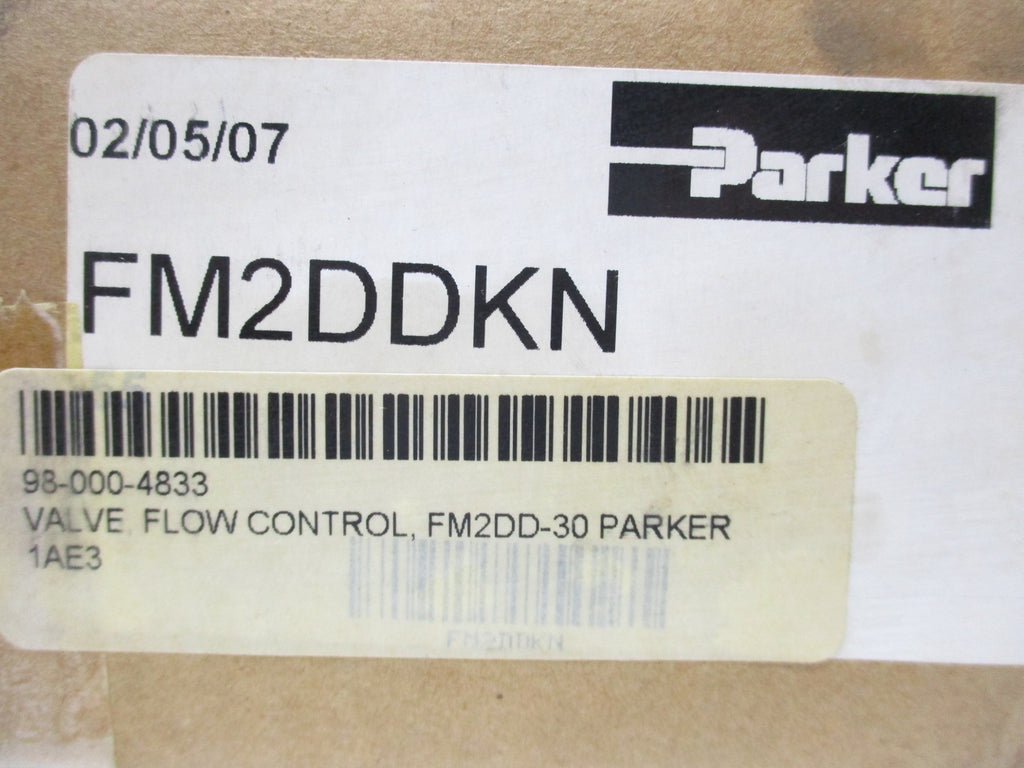 02/05/07
Parker
FM2DDKN
98-000-4833
VALVE, FLOW CONTROL, FM2DD-30 PARKER
1AE3
FM2DDKN